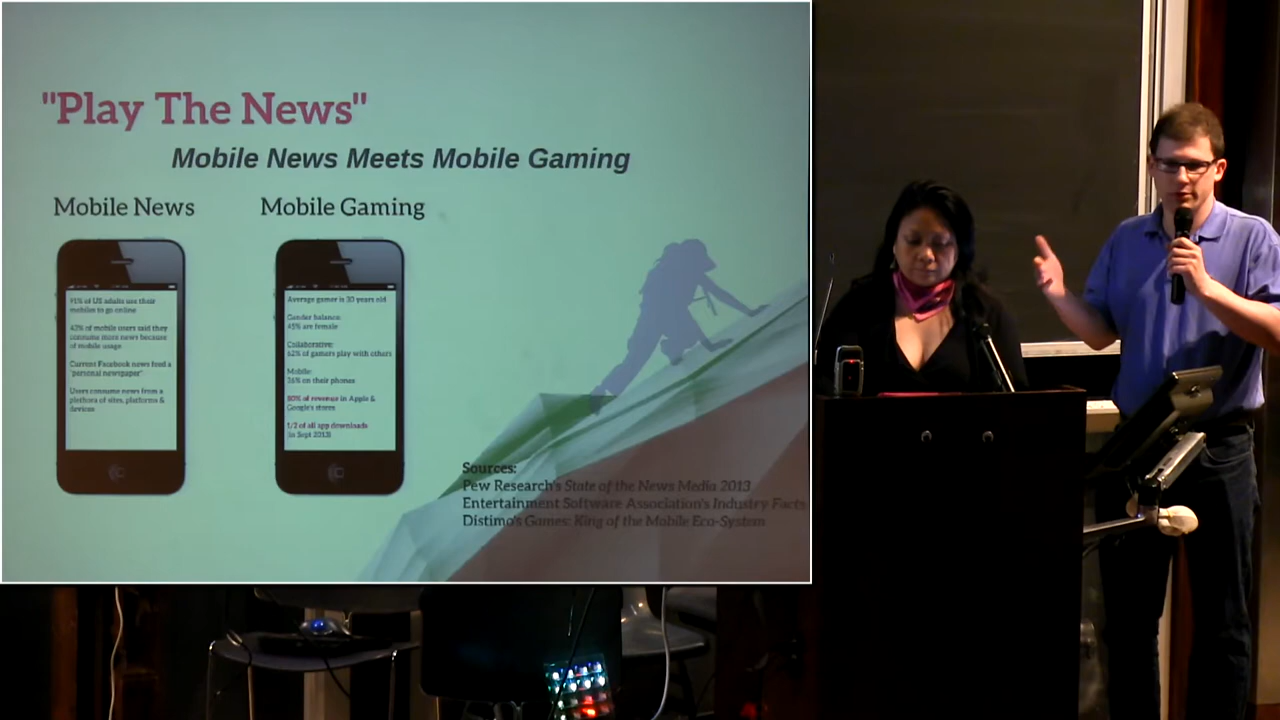 "Play The News"
Mobile News Meets Mobile Gaming
Mobile News
91% of US adults use their
mobiles to go online
42% of mobile users said they
consume more news because
of mobile usage
Current Facebook news feed a
"personal newspaper"
Users consume news from a
plethora of sites, platforms &
devices
Mobile Gaming
Average gamer is 30 years old
Gender balance:
45% are female
Collaborative:
62% of gamers play with others
Mobile:
36% on their phones
80% of revenue in Apple &
Google's stores
1/2 of all app downloads
in Sept 2013)
Sources:
Pew Research's State of the News Media 2013
Entertainment Software Association's Industry Facts
Distimo's Games: King of the Mobile Eco-System